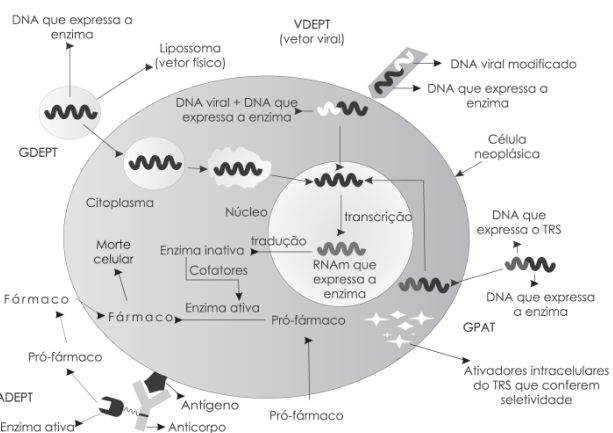 DNA que expressa a
enzima
Lipossoma
(vetor físico)
GDEPT
VDEPT
(vetor viral)
DNA viral modificado
DNA que expressa a
enzima
DNA viral + DNA que
expressa a enzima
Célula
neoplásica
Citoplasma
Núcleo
transcrição
DNA que
expressa o TRS
Morte
celular
Enzima inativa
tradução
Cofatores
RNAm que
expressa a
enzima
DNA que expressa
a enzima
Enzima ativa
Fármaco
Fármaco
Pró-fármaco
GPAT
Pró-fármaco
Ativadores intracelulares
do TRS que conferem
seletividade
ADEPT
Antígeno
Pró-fármaco
Enzima ativa
Anticorpo